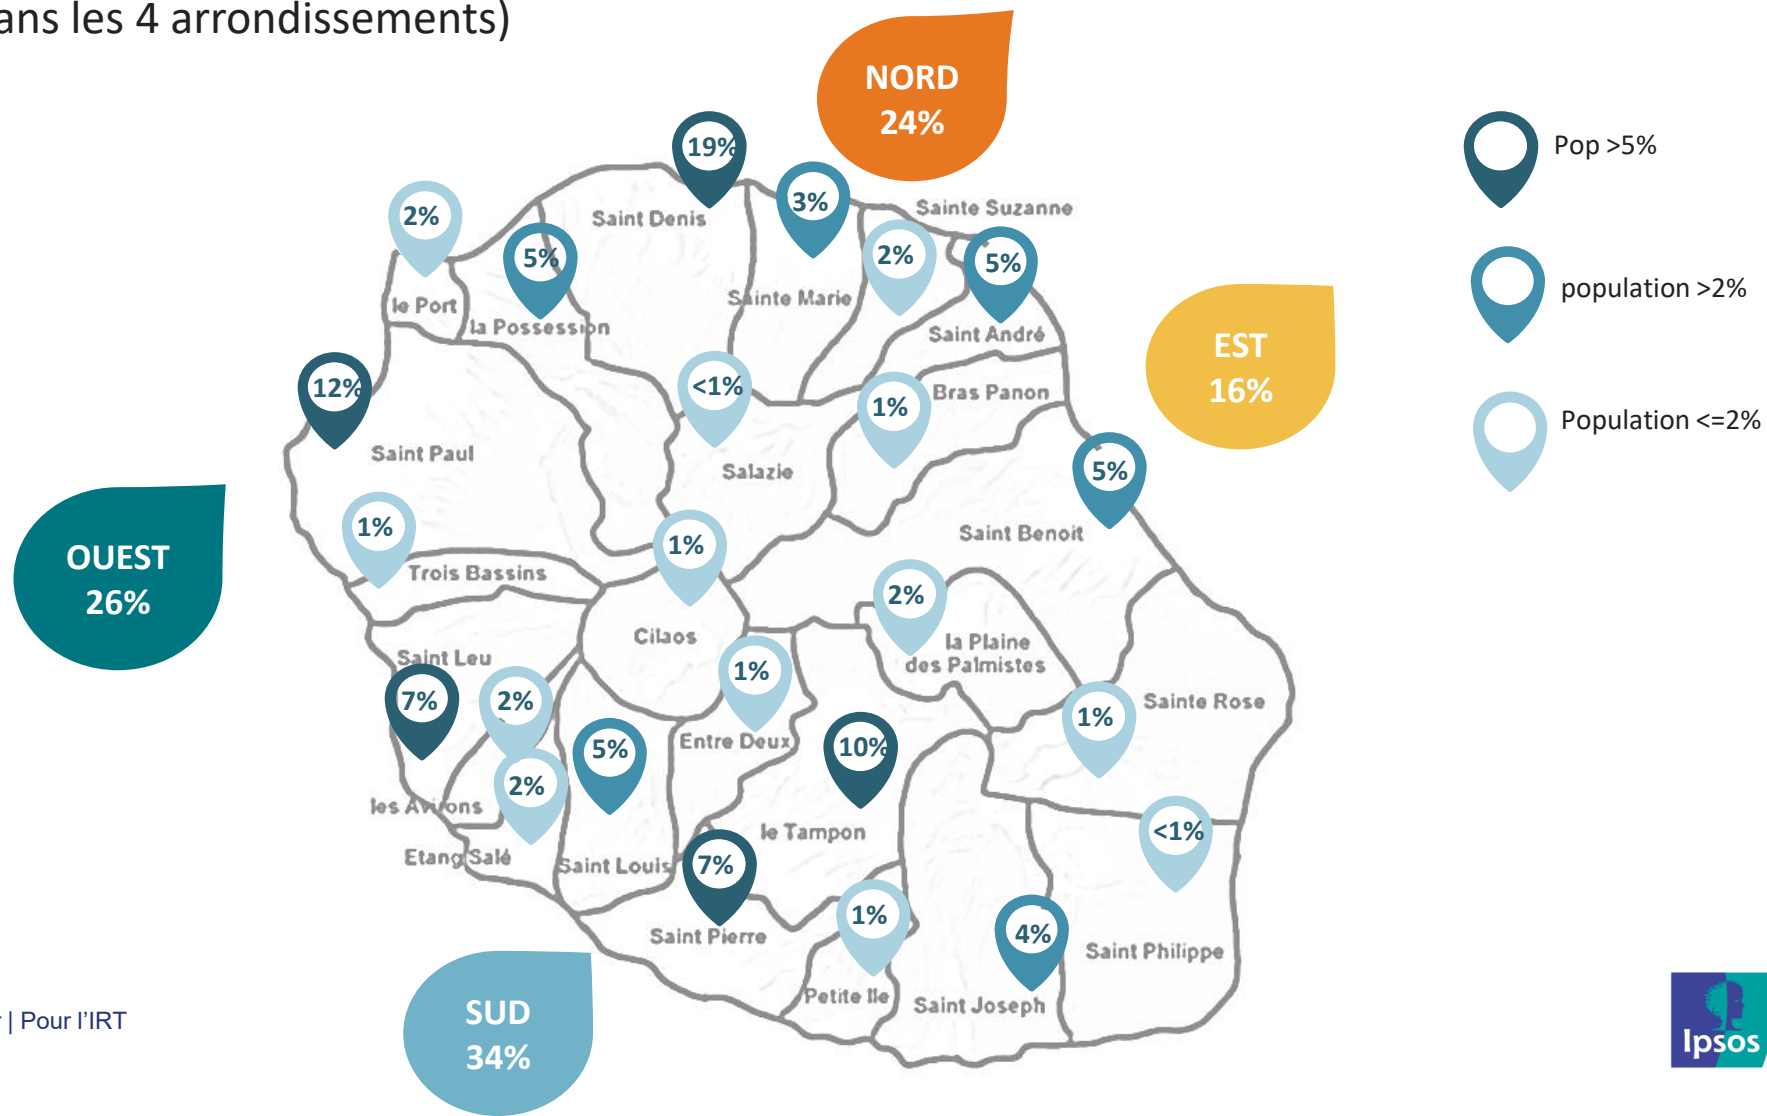 ans les 4 arrondissements)
NORD
24%
19%
Pop >5%
3%
2%
Sainte Suzanne
Saint Denis
5%
2%
5%
population >2%
Sainte Marie
le Port
la Possession
Saint André
EST
16%
12%
<1%
1%
Bras Panon
Population <=2%
Saint Paul
Salazie
5%
1%
1%
Saint Benoit
OUEST
26%
Trois Bassins
2%
Cilaos
la Plaine
des Palmistes
Saint Leu
1%
7%
2%
Sainte Rose
1%
Entre Deux
5%
10%
2%
les Avirons
le Tampon
<1%
Etang Salé
Saint Louis
7%
1%
4%
Saint Pierre
Saint Philippe
Petite Ile
Saint Joseph
SUD
34%
| Pour l'IRT
Ipsos